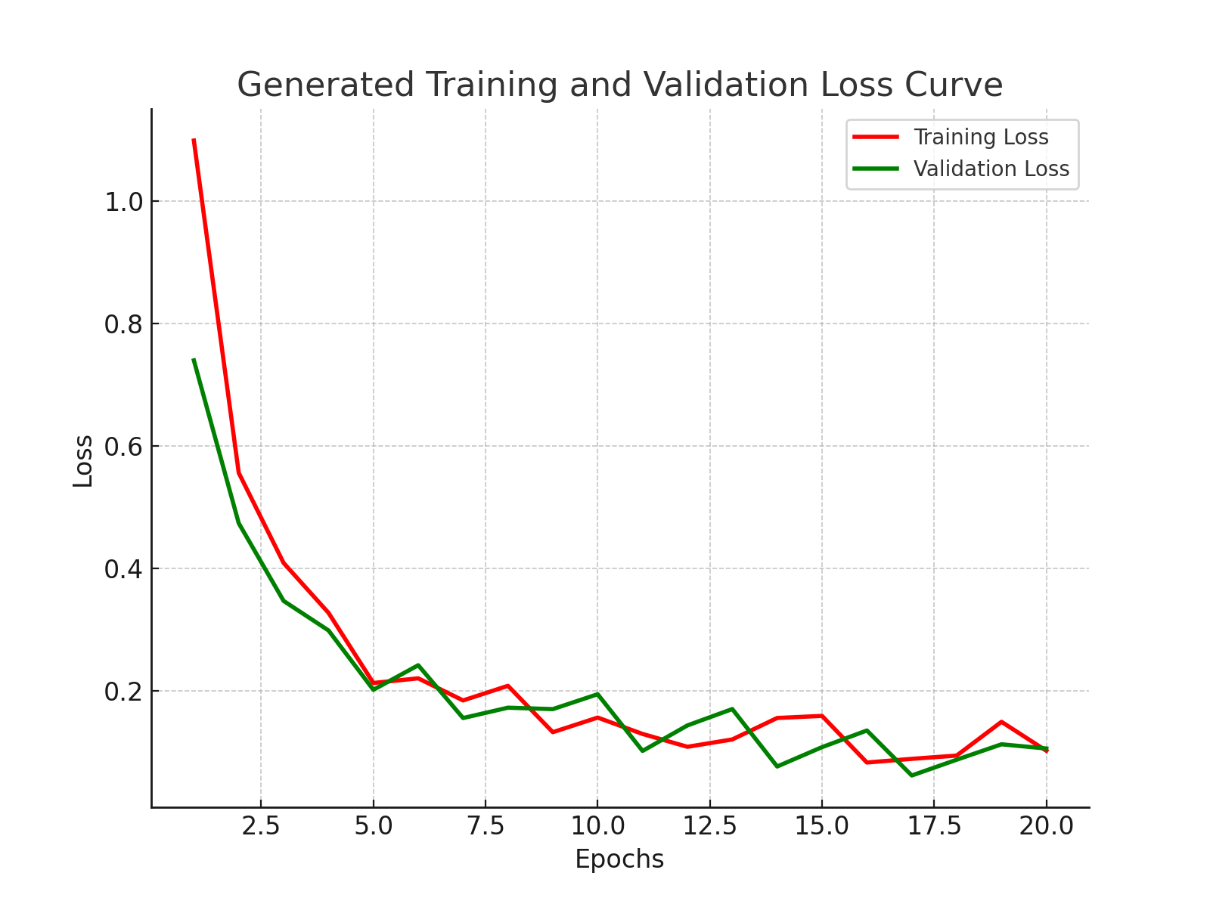 Generated Training and Validation Loss Curve
Training Loss
Validation Loss
1.0
0.8
0.6
0.4
0.2
Loss
2.5 5.0 7.5 10.0 12.5 15.0 17.5 20.0
Epochs